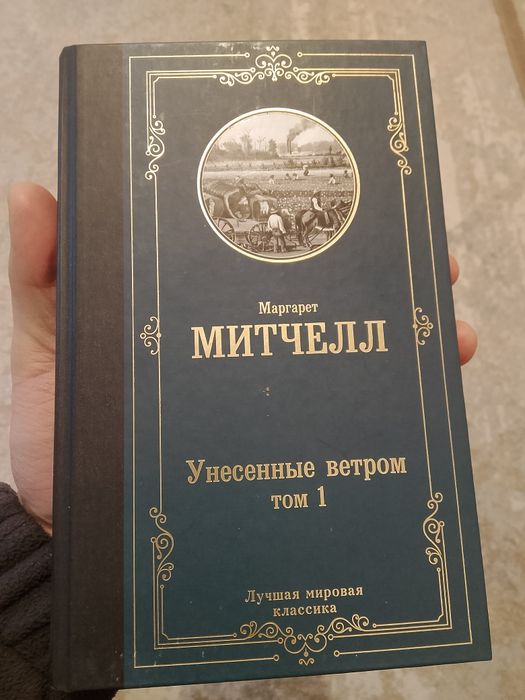 Маргарет
МИТЧЕЛЛ
Унесенные ветром
том 1
Лучшая мировая
классика